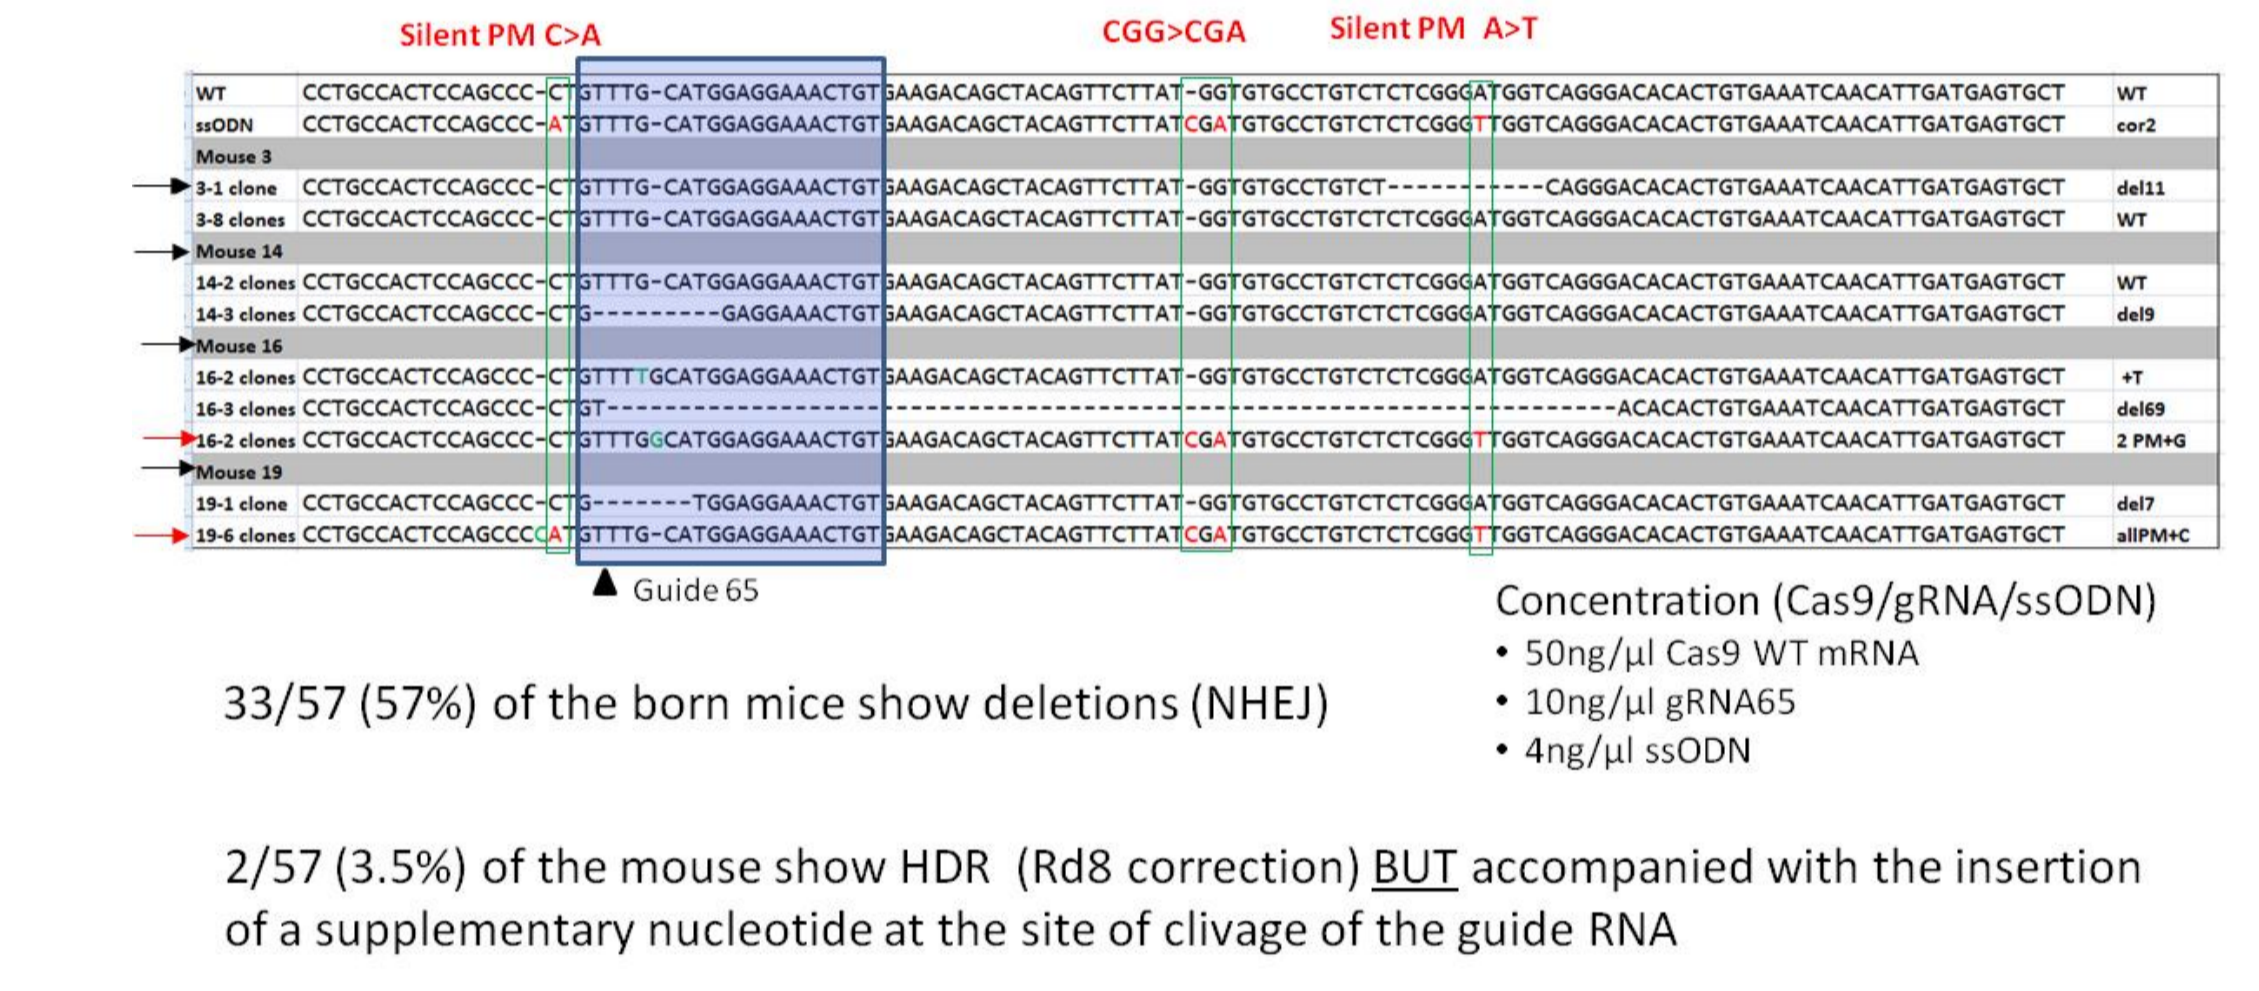 Silent PM C>A CGG>CGA Silent PM A>T
WT CCTGCCACTCCAGCCC-CTGTTTG-CATGGAGGAAACTGTGAAGACAGCTACAGTTCTTAT-GGTGTGCCTGTCTCTCGGGATGGTCAGGGACACACTGTGAAATCAACATTGATGAGTGCT WT
ssODN CCTGCCACTCCAGCCC-ATGTTTG-CATGGAGGAAACTGTGAAGACAGCTACAGTTCTTATCGATGTGCCTGTCTCTCGGGTTGGTCAGGGACACACTGTGAAATCAACATTGATGAGTGCT cor2
Mouse 3
3-1 clone CCTGCCACTCCAGCCC-CTGTTTG-CATGGAGGAAACTGTGAAGACAGCTACAGTTCTTAT-GGTGTGCCTGTCT-----------CAGGGACACACTGTGAAATCAACATTGATGAGTGCT del11
3-8 clones CCTGCCACTCCAGCCC-CTGTTTG-CATGGAGGAAACTGTGAAGACAGCTACAGTTCTTAT-GGTGTGCCTGTCTCTCGGGATGGTCAGGGACACACTGTGAAATCAACATTGATGAGTGCT WT
Mouse 14
14-2 clones CCTGCCACTCCAGCCC-CTGTTTG-CATGGAGGAAACTGTGAAGACAGCTACAGTTCTTAT-GGTGTGCCTGTCTCTCGGGATGGTCAGGGACACACTGTGAAATCAACATTGATGAGTGCT WT
14-3 clones CCTGCCACTCCAGCCC-CTG---------GAGGAAACTGTGAAGACAGCTACAGTTCTTAT-GGTGTGCCTGTCTCTCGGGATGGTCAGGGACACACTGTGAAATCAACATTGATGAGTGCT del9
Mouse 16
16-2 clones CCTGCCACTCCAGCCC-CTGTTTTGCATGGAGGAAACTGTGAAGACAGCTACAGTTCTTAT-GGTGTGCCTGTCTCTCGGGATGGTCAGGGACACACTGTGAAATCAACATTGATGAGTGCT +T
16-3 clones CCTGCCACTCCAGCCC-CTGT----------------------------------------------------------------------ACACACTGTGAAATCAACATTGATGAGTGCT del69
16-2 clones CCTGCCACTCCAGCCC-CTGTTTGGCATGGAGGAAACTGTGAAGACAGCTACAGTTCTTATCGATGTGCCTGTCTCTCGGGTTGGTCAGGGACACACTGTGAAATCAACATTGATGAGTGCT 2 PM+G
Mouse 19
19-1 clone CCTGCCACTCCAGCCC-CTG-------TGGAGGAAACTGTGAAGACAGCTACAGTTCTTAT-GGTGTGCCTGTCTCTCGGGATGGTCAGGGACACACTGTGAAATCAACATTGATGAGTGCT del7
19-6 clones CCTGCCACTCCAGCCCCATGTTTG-CATGGAGGAAACTGTGAAGACAGCTACAGTTCTTATCGATGTGCCTGTCTCTCGGGTTGGTCAGGGACACACTGTGAAATCAACATTGATGAGTGCT allPM+C
Guide 65
Concentration (Cas9/gRNA/ssODN)
• 50ng/µl Cas9 WT mRNA
• 10ng/µl gRNA65
• 4ng/µl ssODN
33/57 (57%) of the born mice show deletions (NHEJ)
2/57 (3.5%) of the mouse show HDR (Rd8 correction) BUT accompanied with the insertion
of a supplementary nucleotide at the site of clivage of the guide RNA